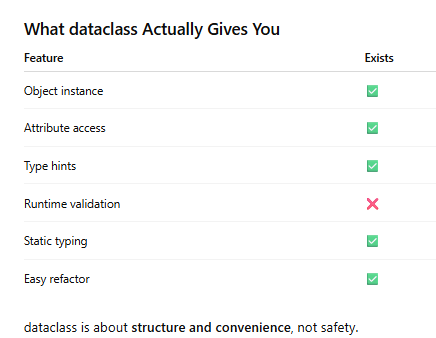 What dataclass Actually Gives You
Feature Exists
Object instance ✅
Attribute access ✅
Type hints ✅
Runtime validation ❌
Static typing ✅
Easy refactor ✅
dataclass is about structure and convenience, not safety.